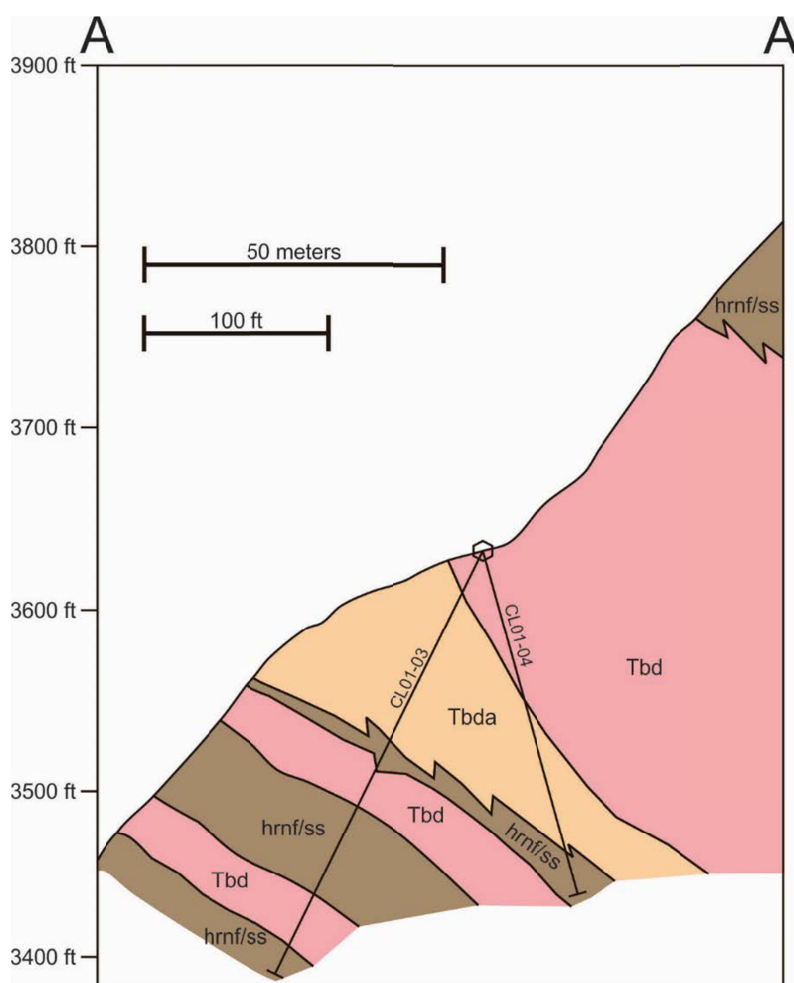 A
A
3900 ft
3800 ft
50 meters
hrnf/ss
100 ft
3700 ft
3600 ft
CL01-04
CL01-03
Tbd
Tbda
3500 ft
Tbd
hrnf/ss
hrnf/ss
Tbd
hrnf/ss
3400 ft